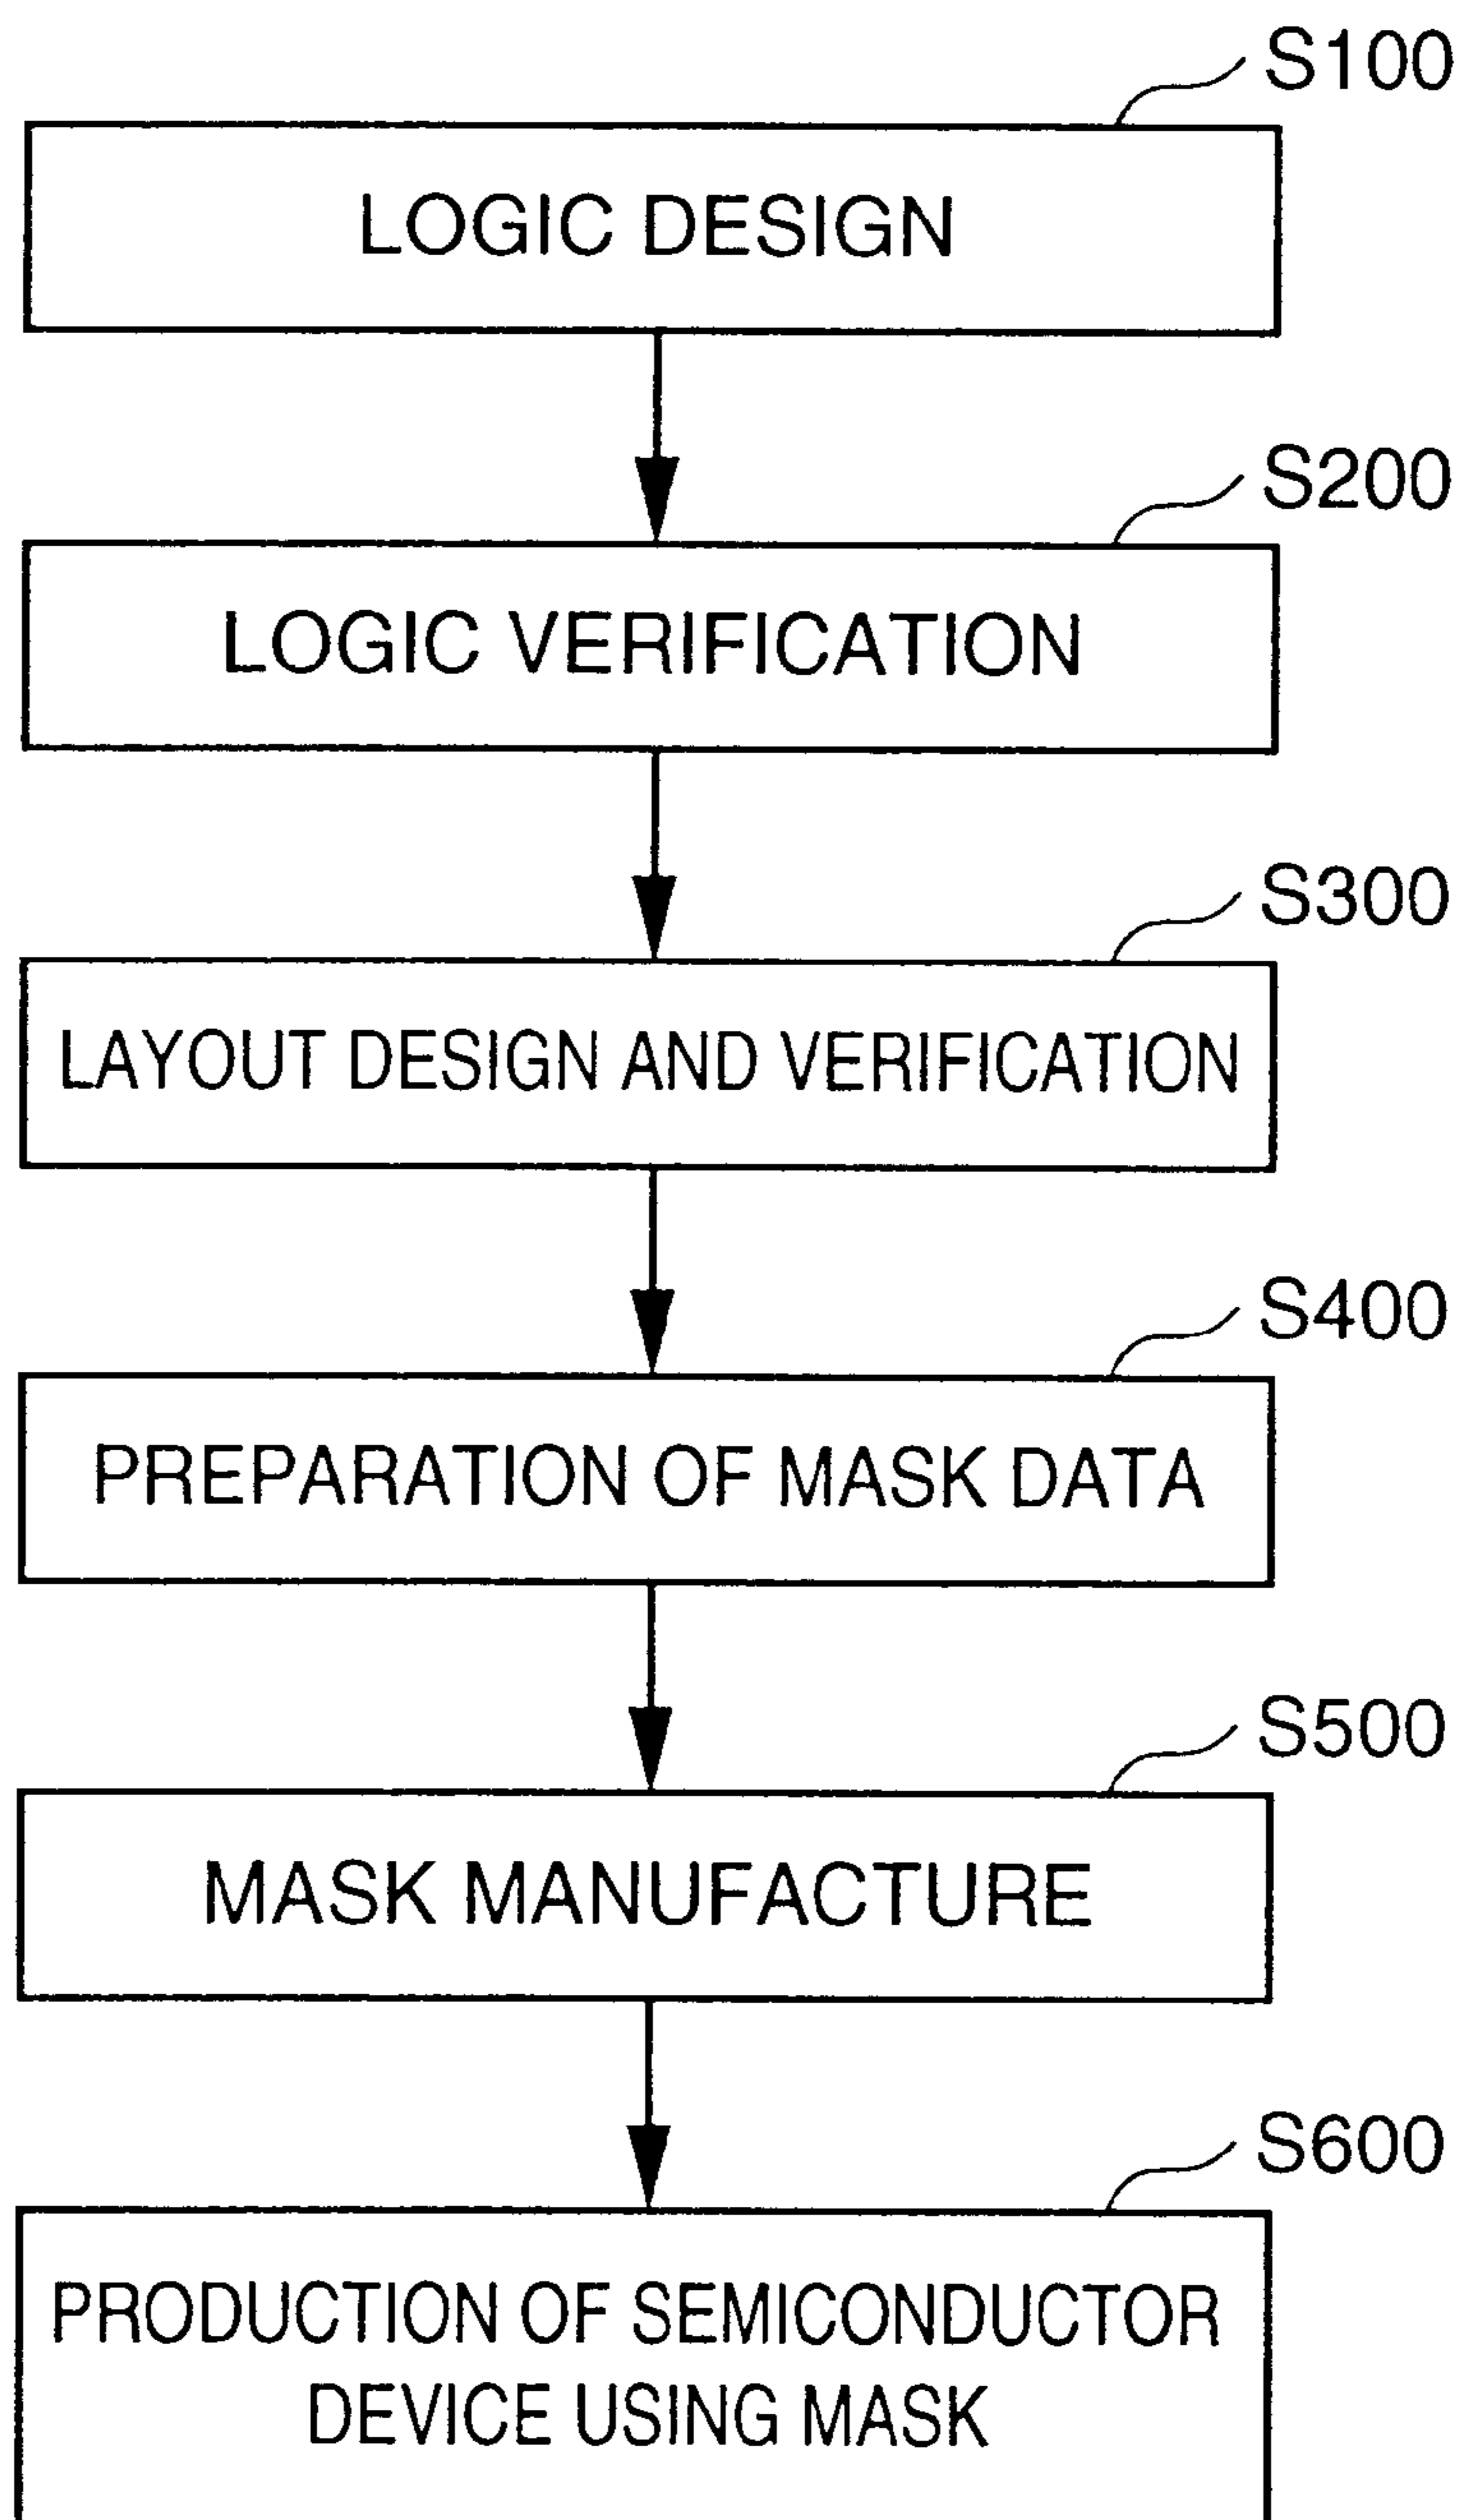 S100
LOGIC DESIGN
S200
LOGIC VERIFICATION
S300
LAYOUT DESIGN AND VERIFICATION
S400
PREPARATION OF MASK DATA
S500
MASK MANUFACTURE
S600
PRODUCTION OF SEMICONDUCTOR
DEVICE USING MASK